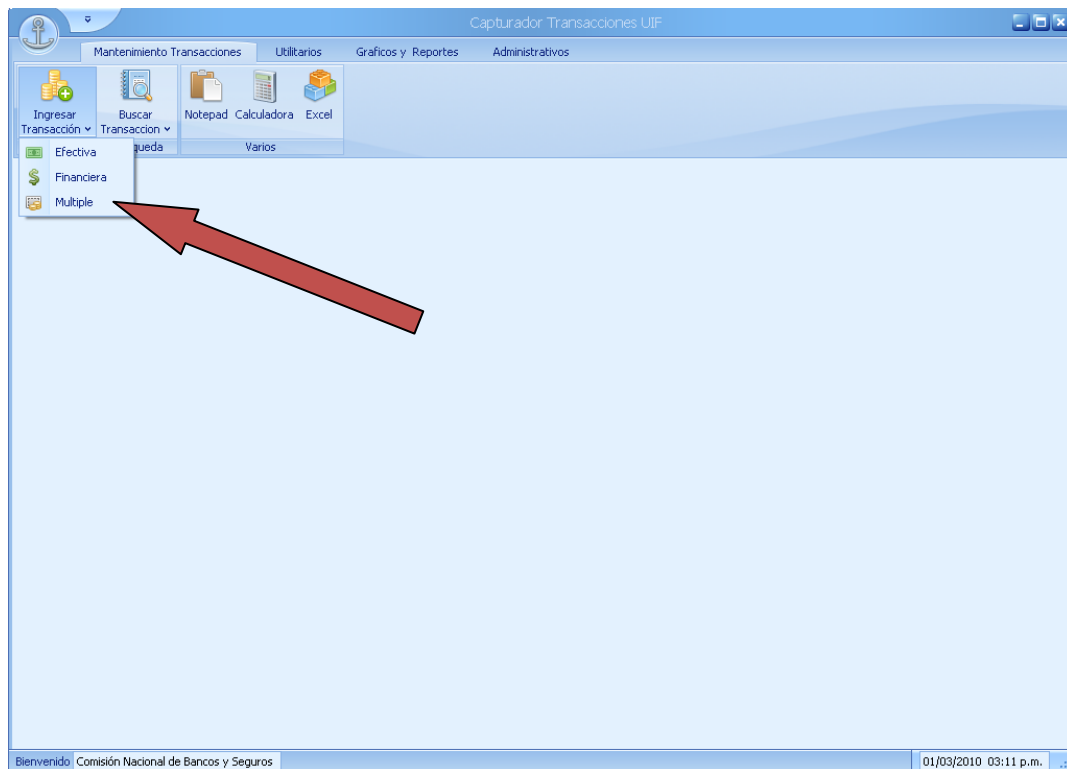 Capturador Transacciones UIF
Mantenimiento Transacciones Utilitarios Graficos y Reportes Administrativos
Ingresar Transacción
Buscar Transaccion
Notepad Calculadora Excel
queda Varios
Efectiva
Financiera
Multiple
Bienvenido Comisión Nacional de Bancos y Seguros 01/03/2010 03:11 p.m.